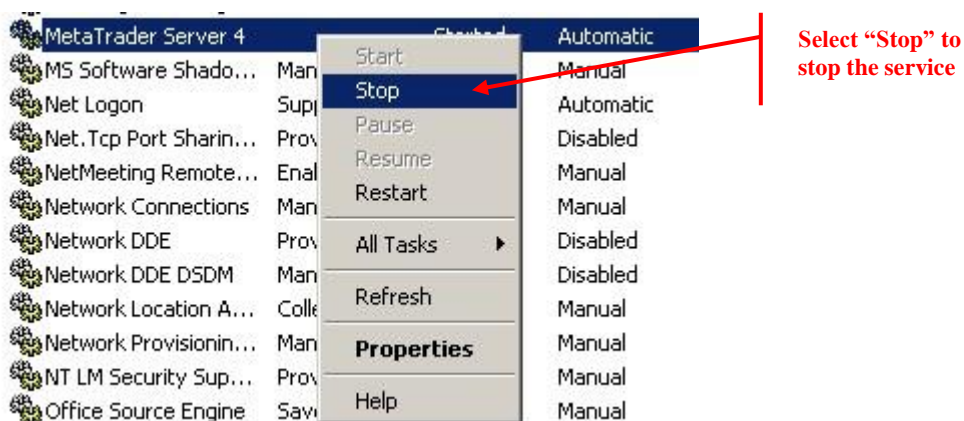 MetaTrader Server 4 Started Automatic
Start
MS Software Shado... Man Manual
Stop
Net Logon Sup Automatic
Pause
Net.Tcp Port Sharin... Prov Disabled
Resume
NetMeeting Remote... Enal Manual
Restart
Network Connections Man Manual
Network DDE Prov Disabled
All Tasks
Network DDE DSDM Man Disabled
Refresh
Network Location A... Colle Manual
Network Provisionin... Man Manual
Properties
NT LM Security Sup... Prov Manual
Help
Office Source Engine Save Manual
Select “Stop” to
stop the service